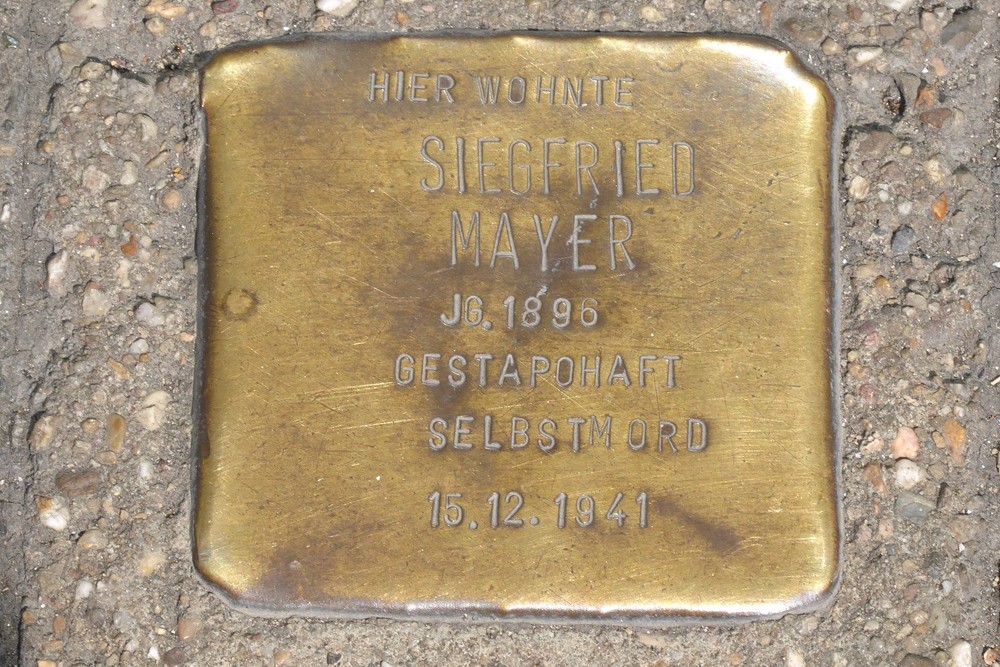 HIER WOHNTE
SIEGFRIED
MAYER
JG. 1896
GESTAPOHAFT
SELBSTMORD
15.12.1941